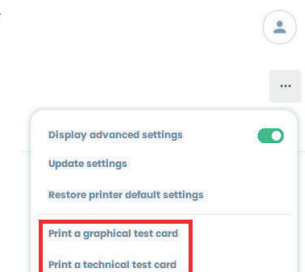 ...
Display advanced settings
Update settings
Restore printer default settings
Print a graphical test card
Print a technical test card